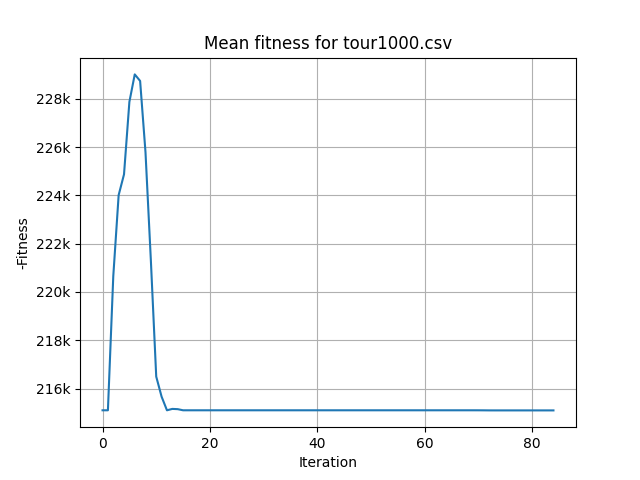 Mean fitness for tour1000.csv
228k
226k
224k
222k
220k
218k
216k
-Fitness
0 20 40 60 80
Iteration